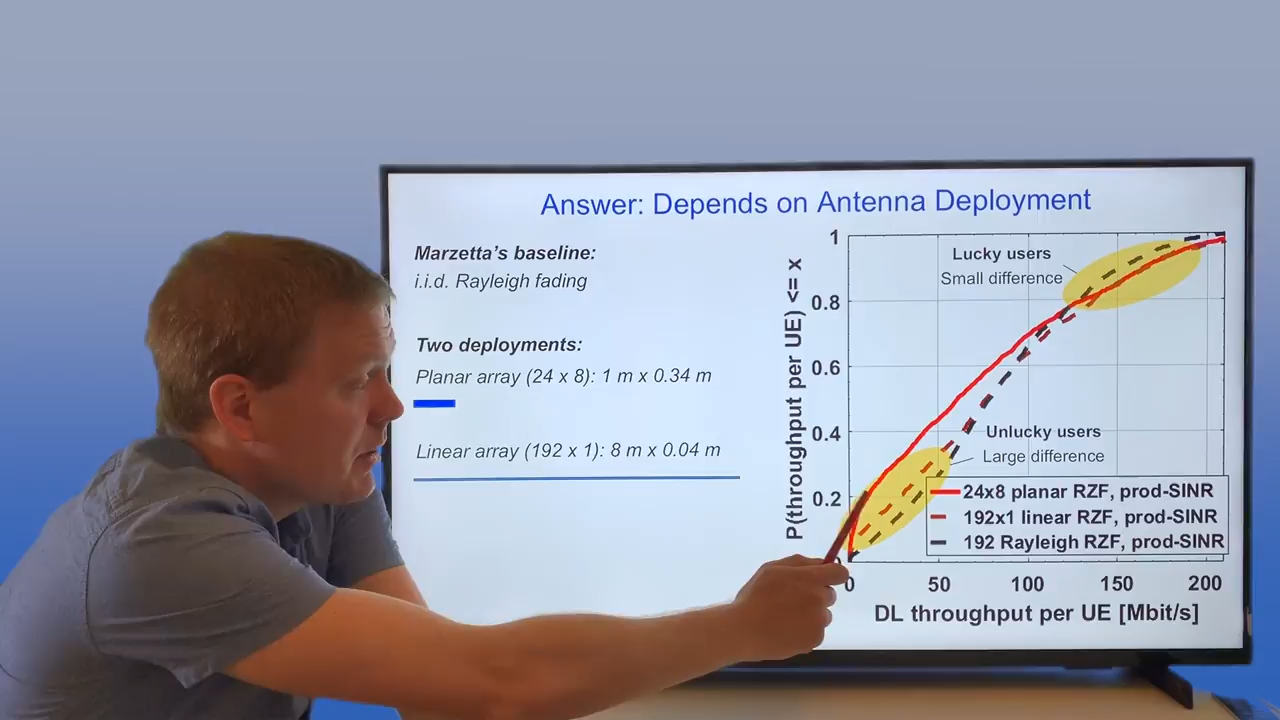 Answer: Depends on Antenna Deployment
Marzetta's baseline:
i.i.d. Rayleigh fading
Two deployments:
Planar array (24 x 8): 1 m x 0.34 m
Linear array (192 x 1): 8 m x 0.04 m
P(throughput per UE) <= x
1
0.8
0.6
0.4
0.2
0
Lucky users
Small difference
Unlucky users
Large difference
24x8 planar RZF, prod-SINR
192x1 linear RZF, prod-SINR
192 Rayleigh RZF, prod-SINR
0 50 100 150 200
DL throughput per UE [Mbit/s]